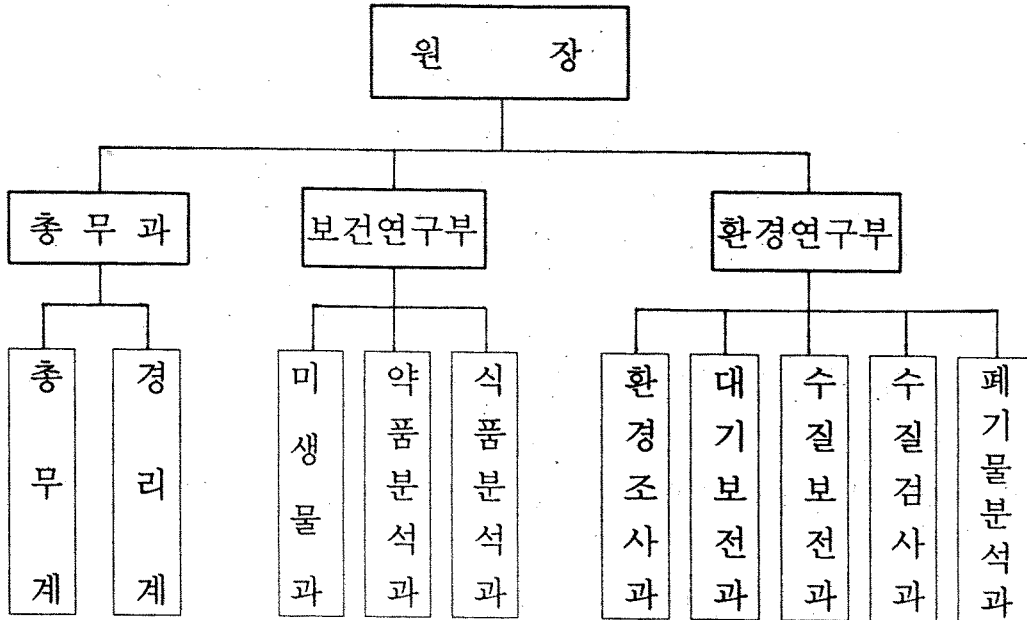 원 장
총무과
보건연구부
환경연구부
총무계
경리계
미생물과
약품분석과
식품분석과
환경조사과
대기보전과
수질보전과
수질검사과
폐기물분석과